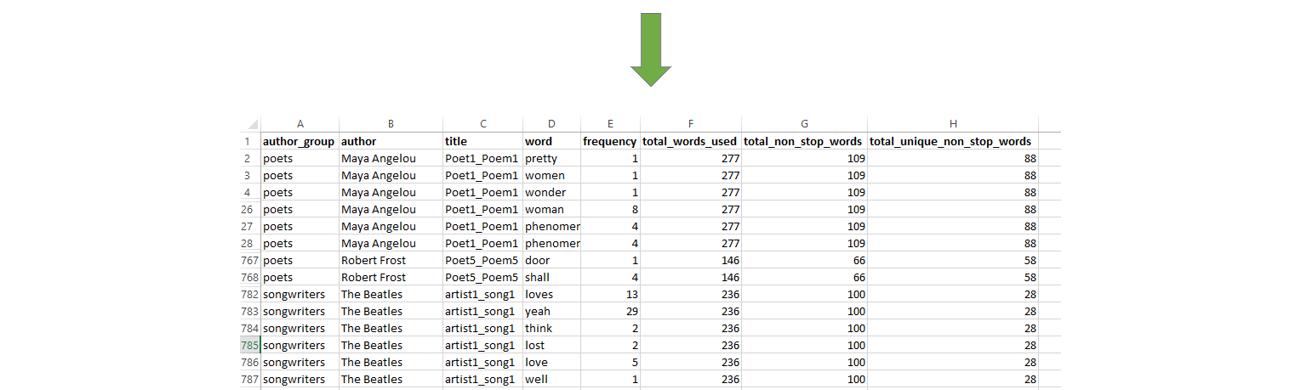 A B C D E F G H
1 author_group author title word frequency total_words_used total_non_stop_words total_unique_non_stop_words
2 poets Maya Angelou Poet1_Poem1 pretty 1 277 109 88
3 poets Maya Angelou Poet1_Poem1 women 1 277 109 88
4 poets Maya Angelou Poet1_Poem1 wonder 1 277 109 88
26 poets Maya Angelou Poet1_Poem1 woman 8 277 109 88
27 poets Maya Angelou Poet1_Poem1 phenomer 4 277 109 88
28 poets Maya Angelou Poet1_Poem1 phenomer 4 277 109 88
767 poets Robert Frost Poet5_Poem5 door 1 146 66 58
768 poets Robert Frost Poet5_Poem5 shall 4 146 66 58
782 songwriters The Beatles artist1_song1 loves 13 236 100 28
783 songwriters The Beatles artist1_song1 yeah 29 236 100 28
784 songwriters The Beatles artist1_song1 think 2 236 100 28
785 songwriters The Beatles artist1_song1 lost 2 236 100 28
786 songwriters The Beatles artist1_song1 love 5 236 100 28
787 songwriters The Beatles artist1_song1 well 1 236 100 28